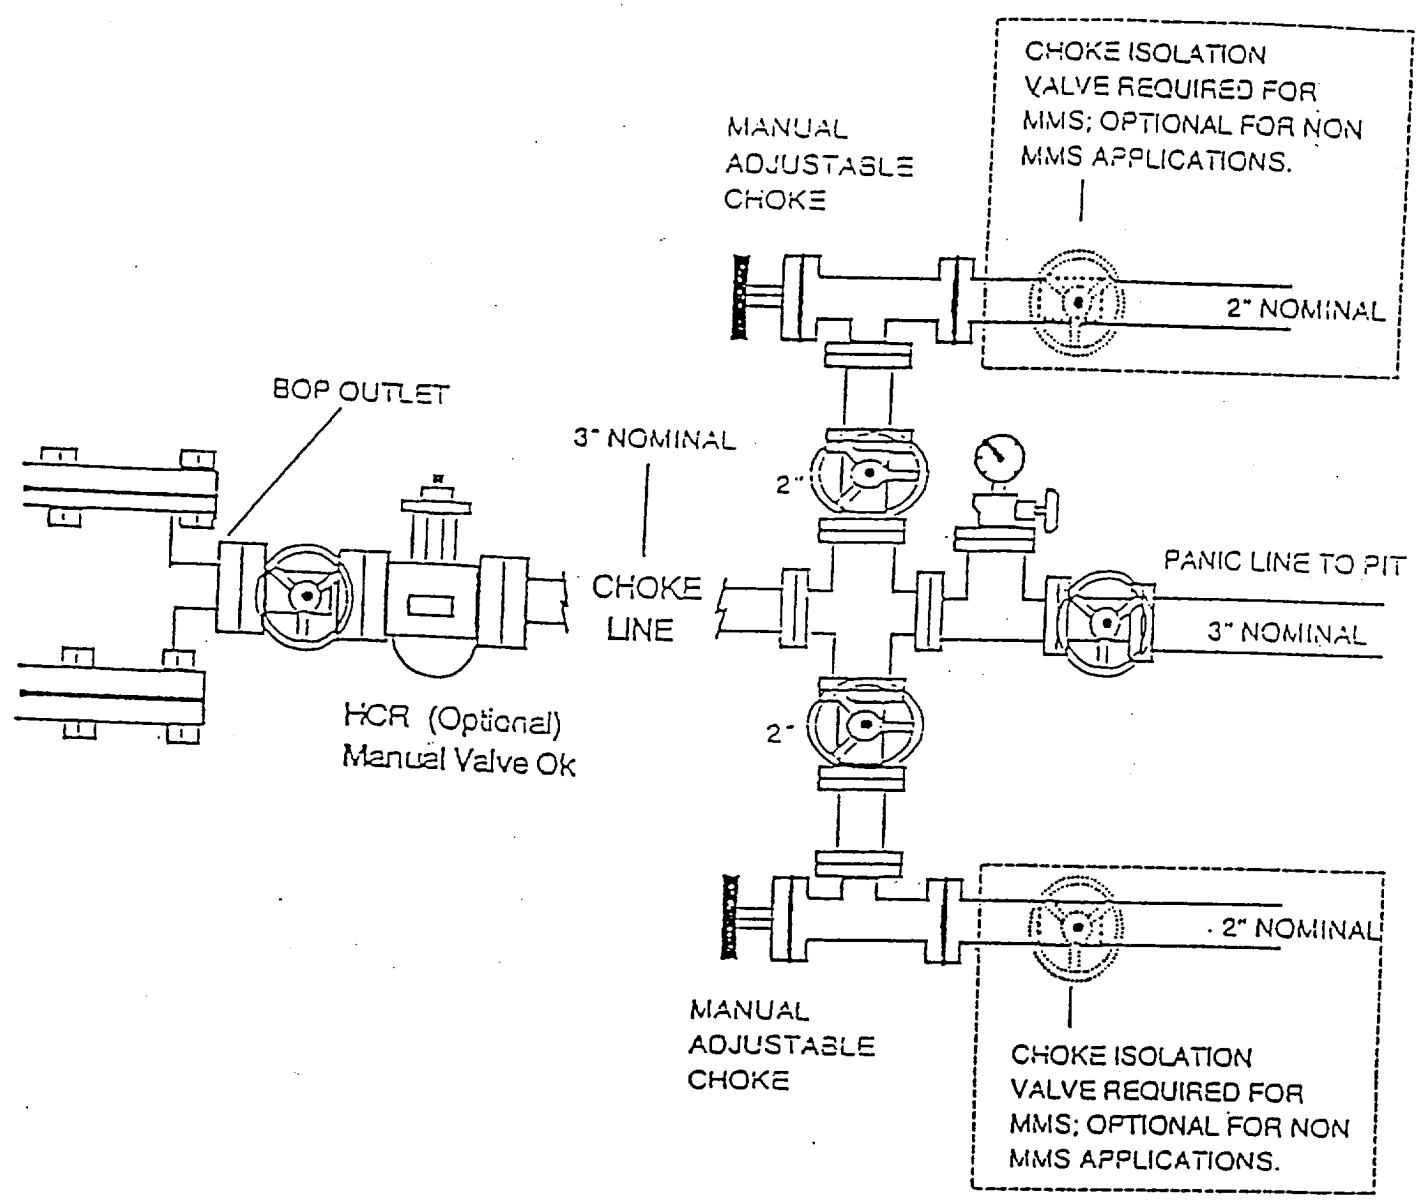 CHOKE ISOLATION
VALVE REQUIRED FOR
MMS; OPTIONAL FOR NON
MMS APPLICATIONS.
MANUAL
ADJUSTABLE
CHOKE
2" NOMINAL
BOP OUTLET
3" NOMINAL
2"
CHOKE
LINE
PANIC LINE TO PIT
3" NOMINAL
HCR (Optional)
Manual Valve Ok
2"
2" NOMINAL
MANUAL
ADJUSTABLE
CHOKE
CHOKE ISOLATION
VALVE REQUIRED FOR
MMS; OPTIONAL FOR NON
MMS APPLICATIONS.